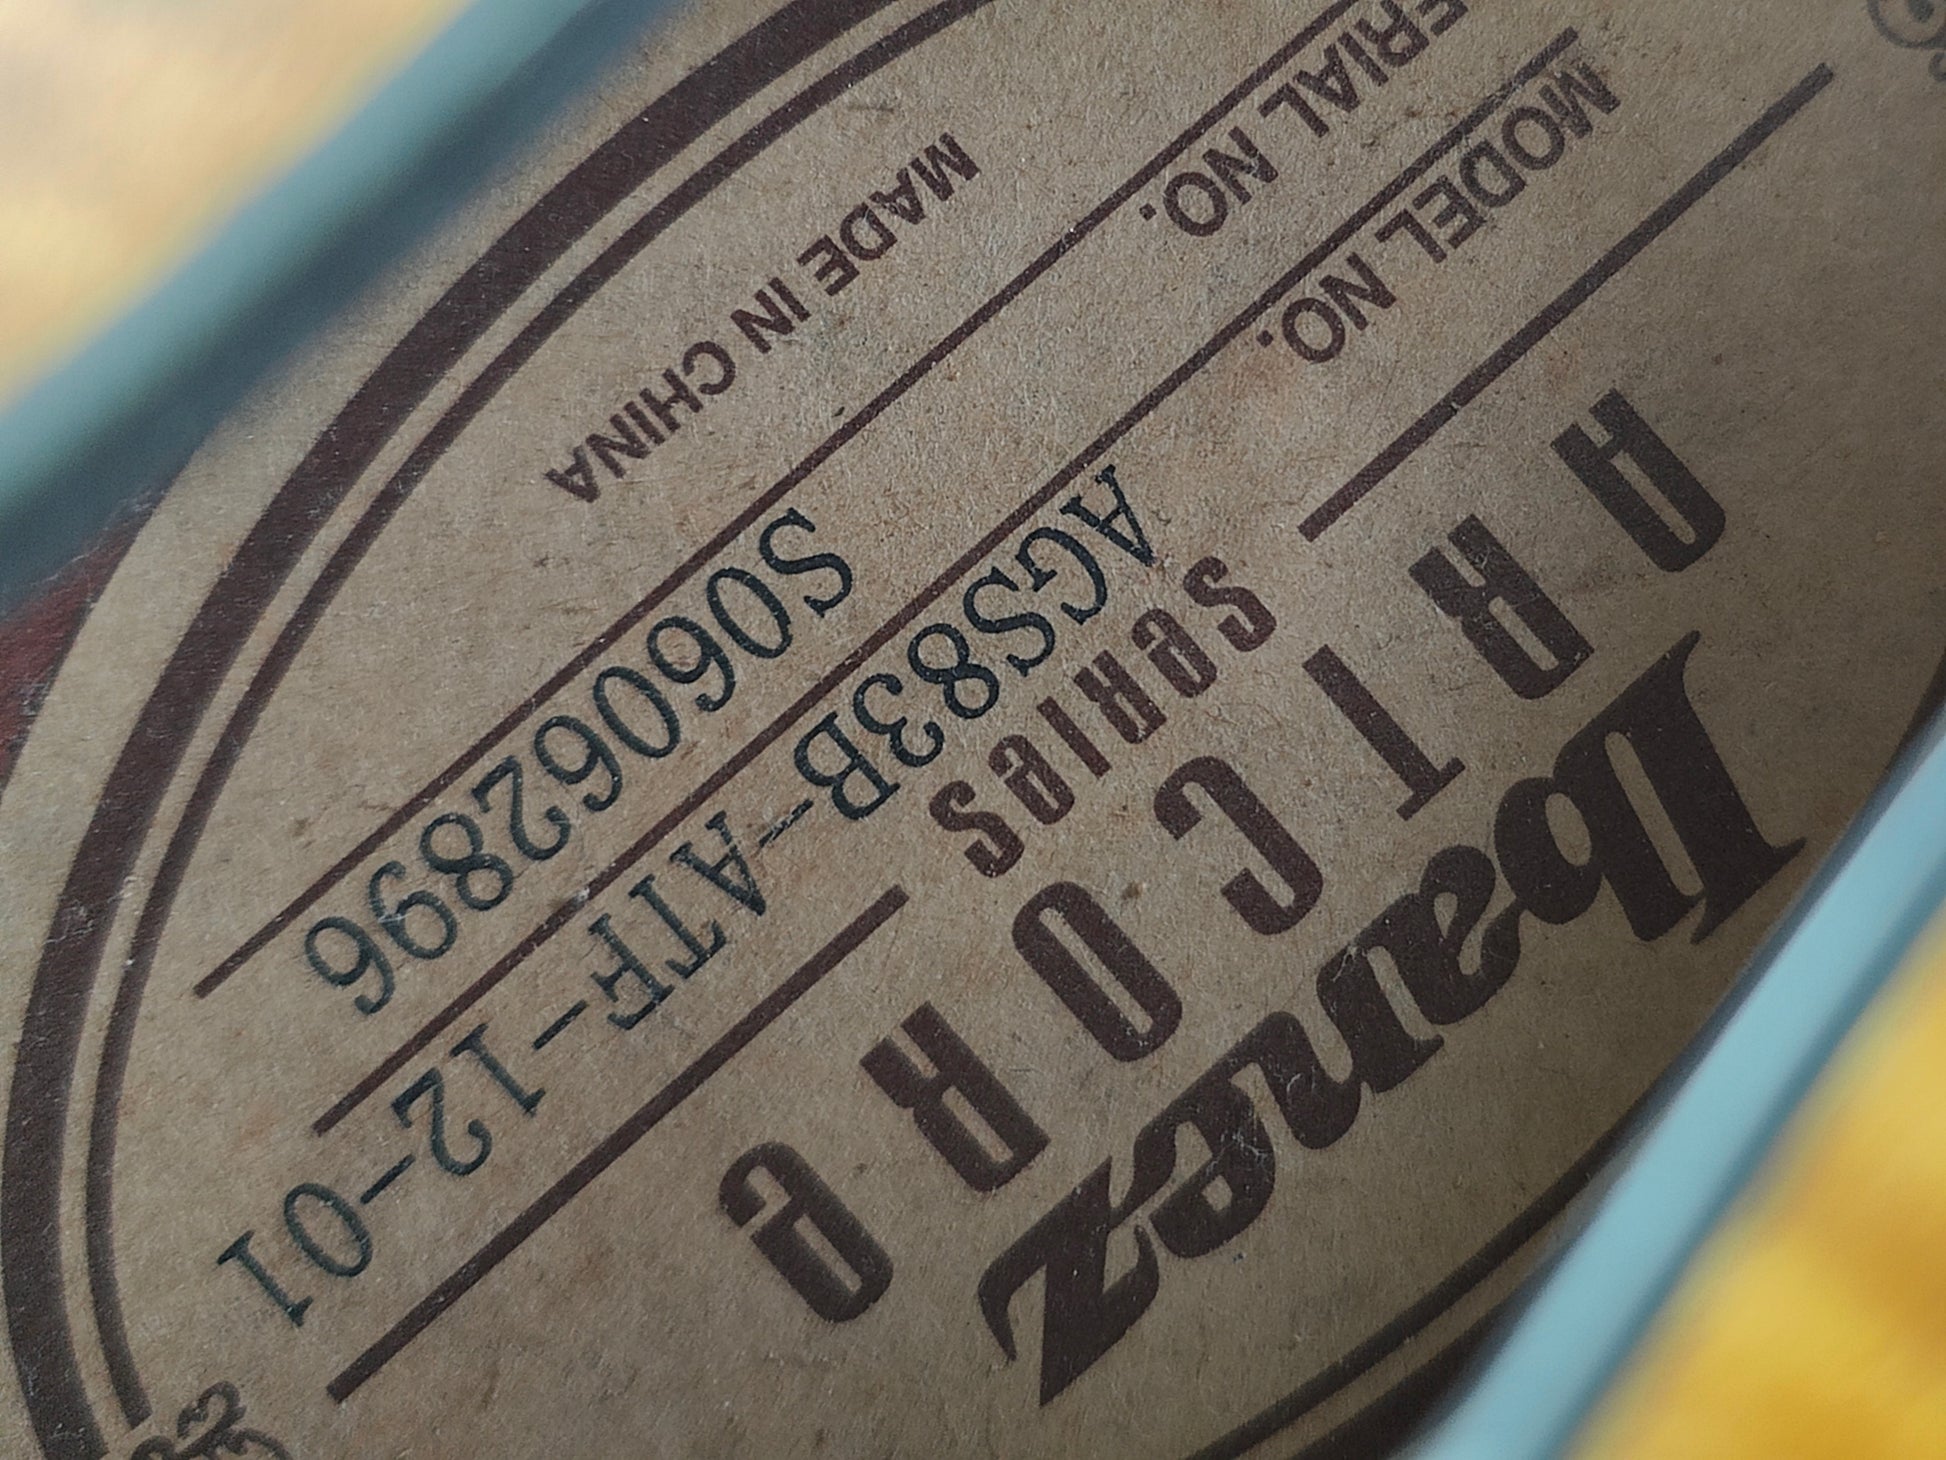 Ibanez
ARTCORE
series
MODEL NO. AGS83B-ATF-12-01
SERIAL NO. S06062896
MADE IN CHINA